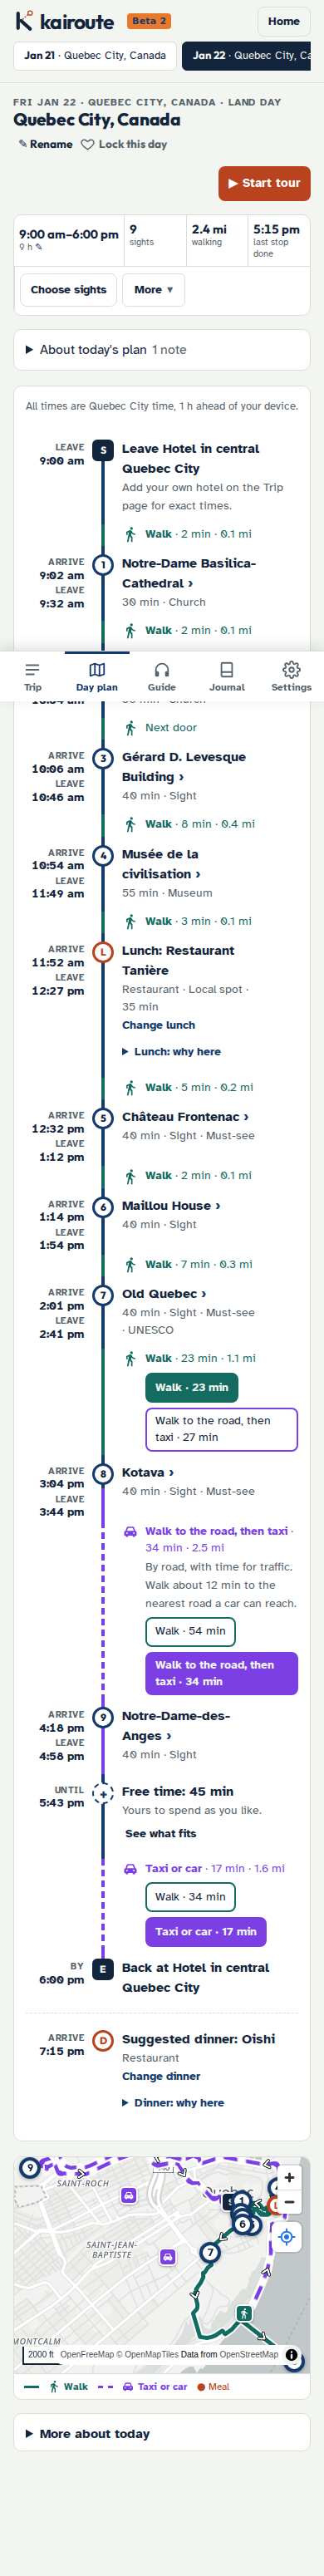 kairoute Beta 2 Home
Jan 21 · Quebec City, Canada Jan 22 · Quebec City, Ca
FRI JAN 22 · QUEBEC CITY, CANADA · LAND DAY
Quebec City, Canada
✎ Rename Lock this day
▶ Start tour
9:00 am–6:00 pm
h ✎
9
sights
2.4 mi
walking
5:15 pm
last stop
done
Choose sights More ▾
▶ About today's plan 1 note
All times are Quebec City time, 1 h ahead of your device.
LEAVE
9:00 am
S
Leave Hotel in central
Quebec City
Add your own hotel on the Trip
page for exact times.
Walk · 2 min · 0.1 mi
ARRIVE
9:02 am
LEAVE
9:32 am
1
Notre-Dame Basilica-
Cathedral ›
30 min · Church
Walk · 2 min · 0.1 mi
Trip
Day plan
Guide
Journal
Settings
Next door
ARRIVE
10:06 am
LEAVE
10:46 am
3
Gérard D. Levesque
Building ›
40 min · Sight
Walk · 8 min · 0.4 mi
ARRIVE
10:54 am
LEAVE
11:49 am
4
Musée de la
civilisation ›
55 min · Museum
Walk · 3 min · 0.1 mi
ARRIVE
11:52 am
LEAVE
12:27 pm
L
Lunch: Restaurant
Tanière
Restaurant · Local spot ·
35 min
Change lunch
▶ Lunch: why here
Walk · 5 min · 0.2 mi
ARRIVE
12:32 pm
LEAVE
1:12 pm
5
Château Frontenac ›
40 min · Sight · Must-see
Walk · 2 min · 0.1 mi
ARRIVE
1:14 pm
LEAVE
1:54 pm
6
Maillou House ›
40 min · Sight
Walk · 7 min · 0.3 mi
ARRIVE
2:01 pm
LEAVE
2:41 pm
7
Old Quebec ›
40 min · Sight · Must-see
· UNESCO
Walk · 23 min · 1.1 mi
Walk · 23 min
Walk to the road, then
taxi · 27 min
ARRIVE
3:04 pm
LEAVE
3:44 pm
8
Kotava ›
40 min · Sight · Must-see
Walk to the road, then taxi ·
34 min · 2.5 mi
By road, with time for traffic.
Walk about 12 min to the
nearest road a car can reach.
Walk · 54 min
Walk to the road, then
taxi · 34 min
ARRIVE
4:18 pm
LEAVE
4:58 pm
9
Notre-Dame-des-
Anges ›
40 min · Sight
UNTIL
5:43 pm
+
Free time: 45 min
Yours to spend as you like.
See what fits
Taxi or car · 17 min · 1.6 mi
Walk · 34 min
Taxi or car · 17 min
BY
6:00 pm
E
Back at Hotel in central
Quebec City
ARRIVE
7:15 pm
D
Suggested dinner: Oishi
Restaurant
Change dinner
▶ Dinner: why here
9
SAINT-ROCH
SAINT-JEAN-
BAPTISTE
1
6
7
+
−
MONTCALM
2000 ft OpenFreeMap © OpenMapTiles Data from OpenStreetMap
Walk Taxi or car Meal
▶ More about today